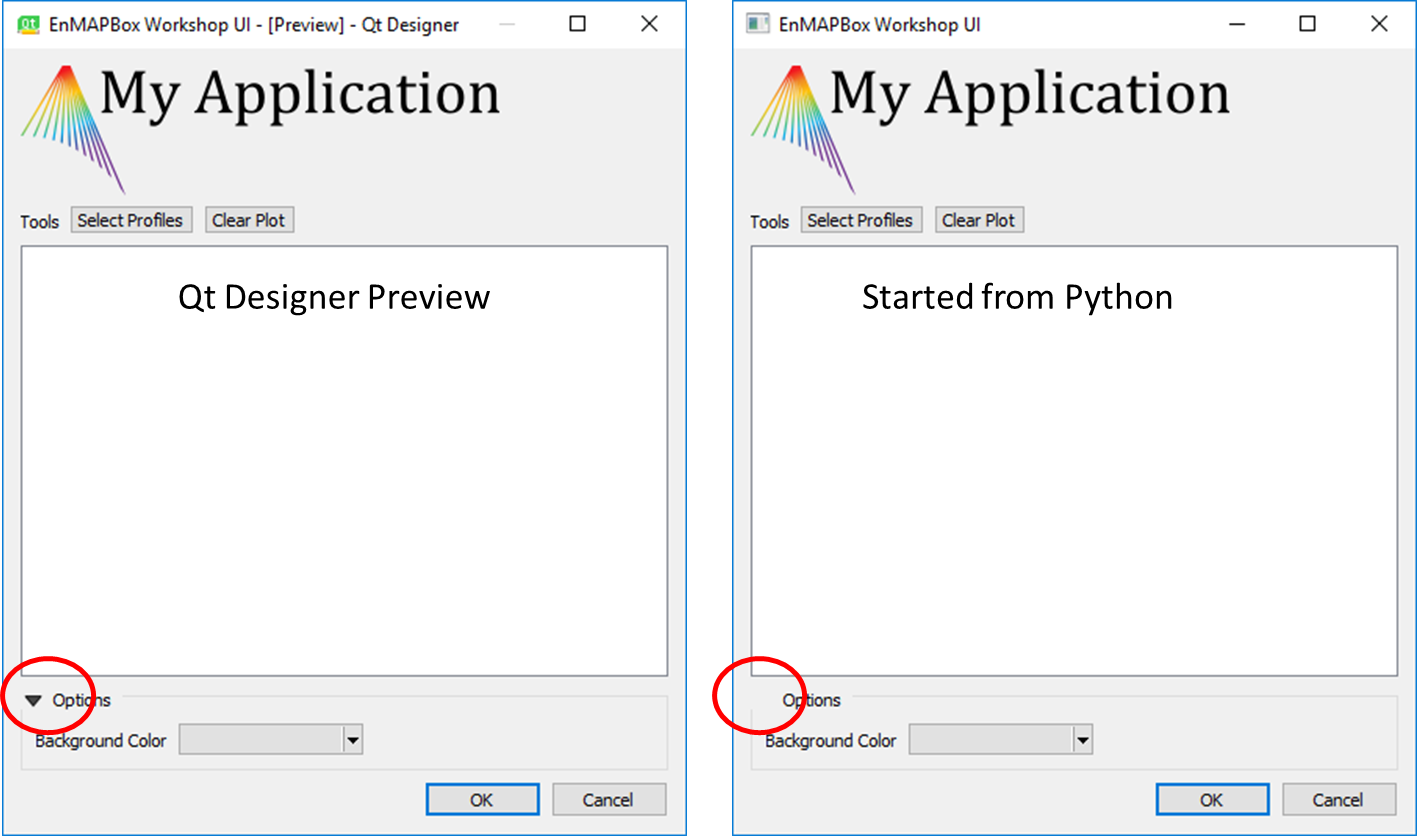 EnMAPBox Workshop UI - [Preview] - Qt Designer
My Application
Tools Select Profiles Clear Plot
Qt Designer Preview
Options
Background Color
OK Cancel
EnMAPBox Workshop UI
My Application
Tools Select Profiles Clear Plot
Started from Python
Options
Background Color
OK Cancel